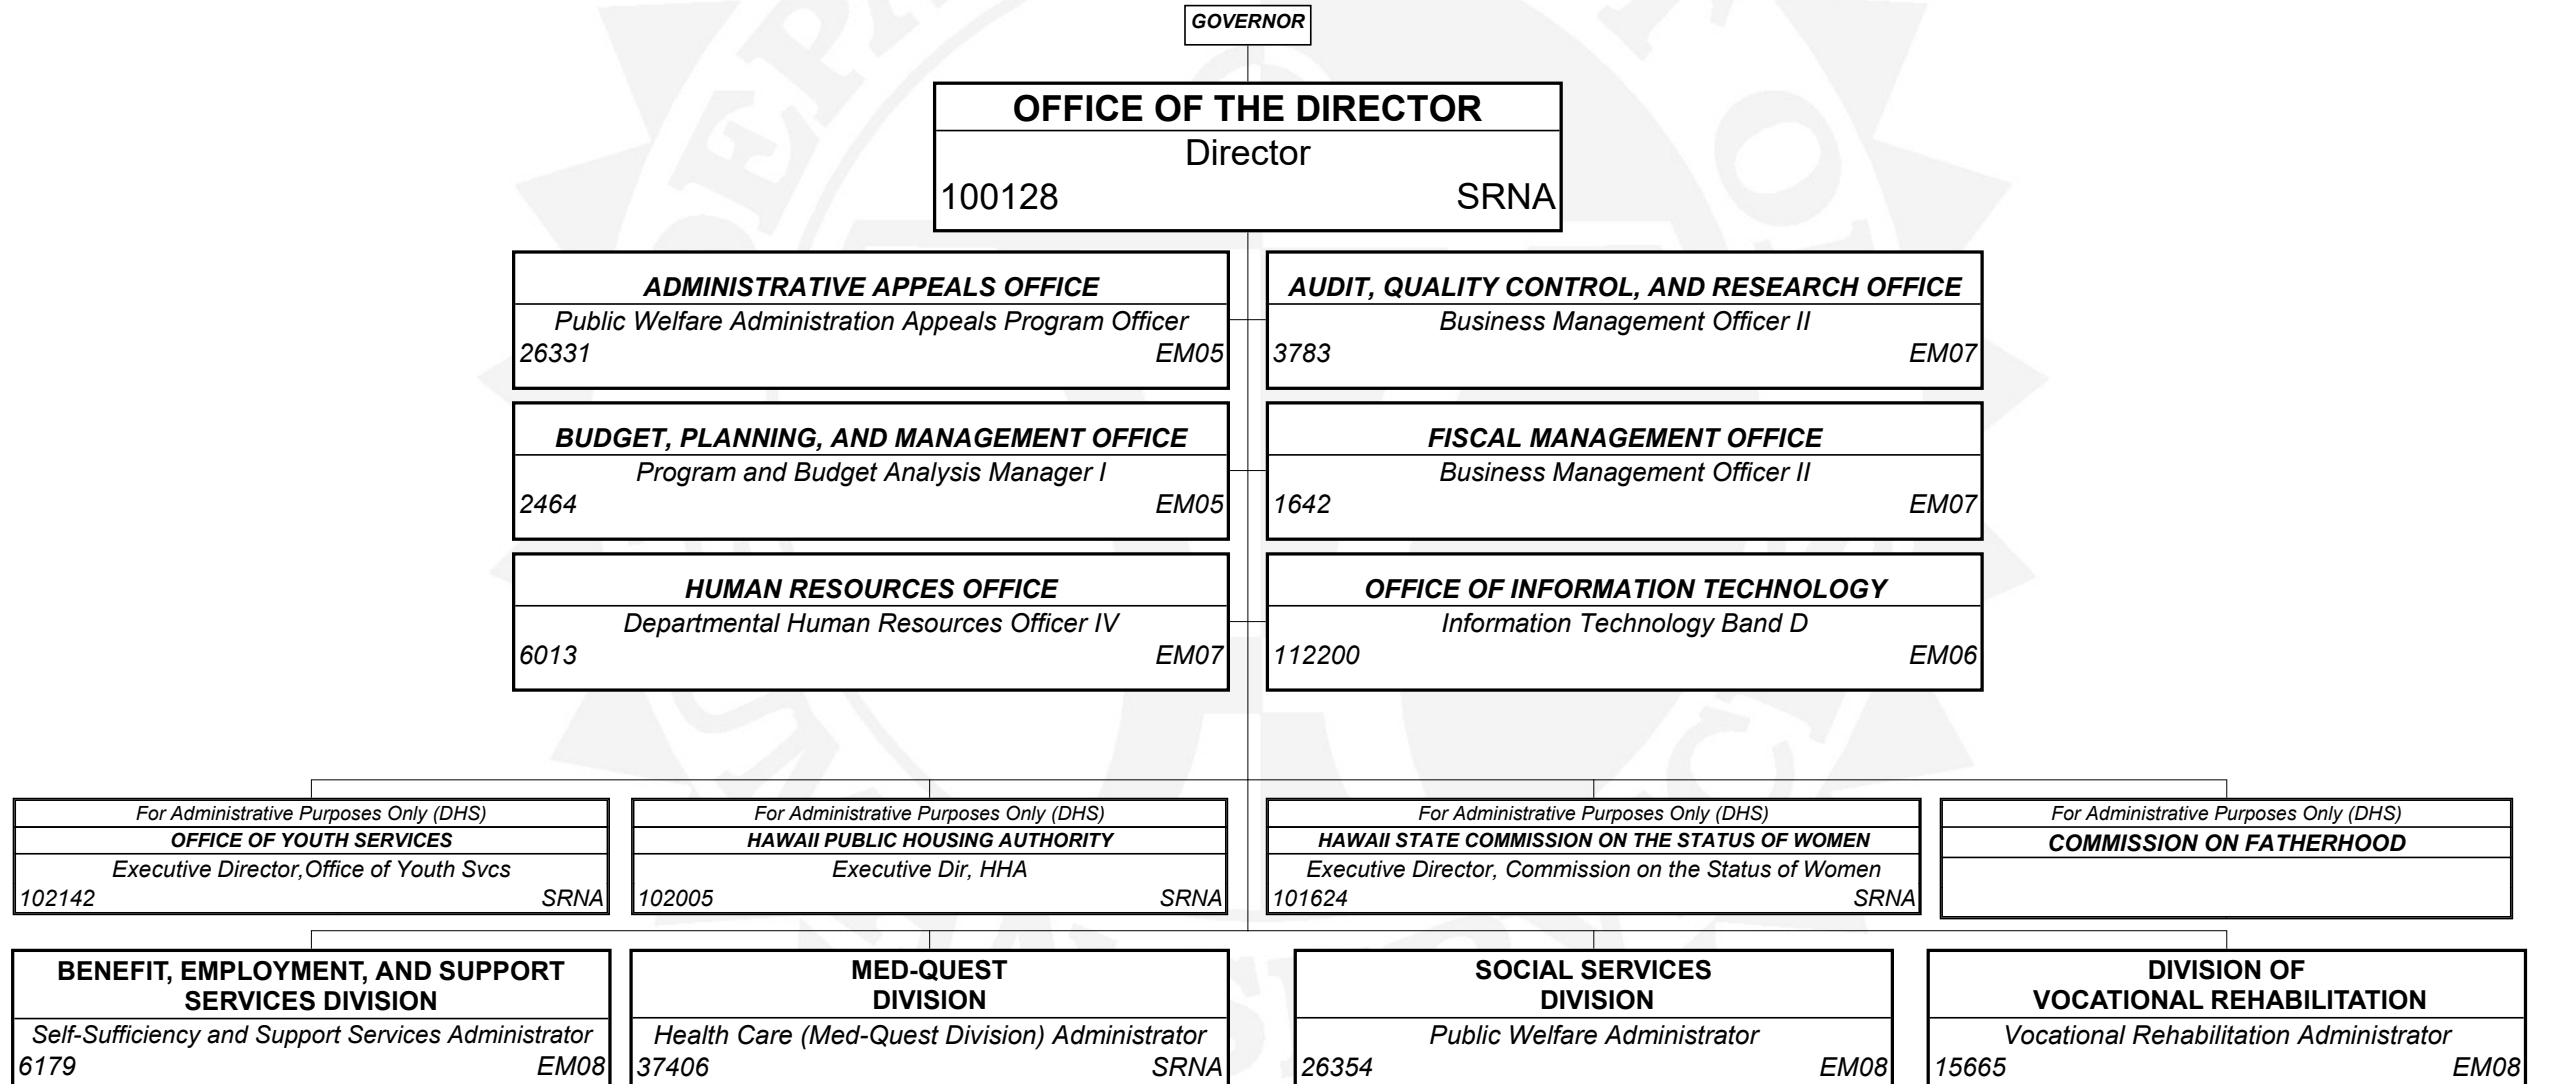 GOVERNOR
OFFICE OF THE DIRECTOR
Director
100128 SRNA
ADMINISTRATIVE APPEALS OFFICE
Public Welfare Administration Appeals Program Officer
26331 EM05
AUDIT, QUALITY CONTROL, AND RESEARCH OFFICE
Business Management Officer II
3783 EM07
BUDGET, PLANNING, AND MANAGEMENT OFFICE
Program and Budget Analysis Manager I
2464 EM05
FISCAL MANAGEMENT OFFICE
Business Management Officer II
1642 EM07
HUMAN RESOURCES OFFICE
Departmental Human Resources Officer IV
6013 EM07
OFFICE OF INFORMATION TECHNOLOGY
Information Technology Band D
112200 EM06
For Administrative Purposes Only (DHS)
OFFICE OF YOUTH SERVICES
Executive Director,Office of Youth Svcs
102142 SRNA
For Administrative Purposes Only (DHS)
HAWAII PUBLIC HOUSING AUTHORITY
Executive Dir, HHA
102005 SRNA
For Administrative Purposes Only (DHS)
HAWAII STATE COMMISSION ON THE STATUS OF WOMEN
Executive Director, Commission on the Status of Women
101624 SRNA
For Administrative Purposes Only (DHS)
COMMISSION ON FATHERHOOD
BENEFIT, EMPLOYMENT, AND SUPPORT
SERVICES DIVISION
Self-Sufficiency and Support Services Administrator
6179 EM08
MED-QUEST
DIVISION
Health Care (Med-Quest Division) Administrator
37406 SRNA
SOCIAL SERVICES
DIVISION
Public Welfare Administrator
26354 EM08
DIVISION OF
VOCATIONAL REHABILITATION
Vocational Rehabilitation Administrator
15665 EM08